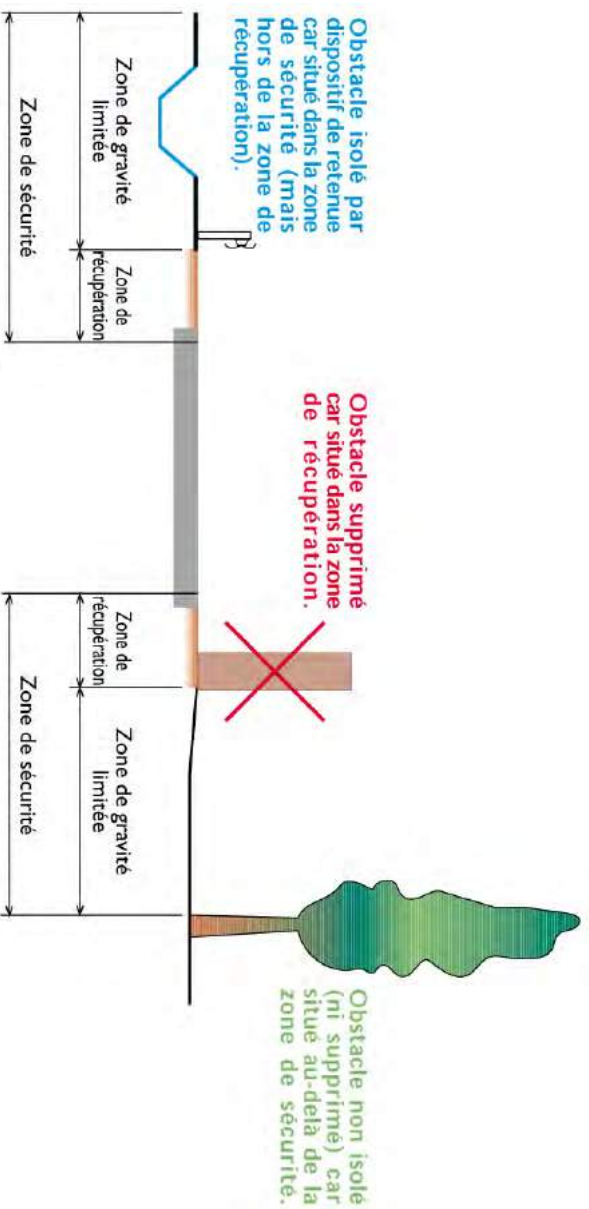 Obstacle isolé par
dispositif de retenue
car situé dans la zone
de sécurité (mais
hors de la zone de
récupération).
Obstacle supprimé
car situé dans la zone
de récupération.
Obstacle non isolé
(ni supprimé) car
situé au-delà de la
zone de sécurité.
Zone de gravité
limitée
Zone de
récupération
Zone de
récupération
Zone de gravité
limitée
Zone de sécurité
Zone de sécurité